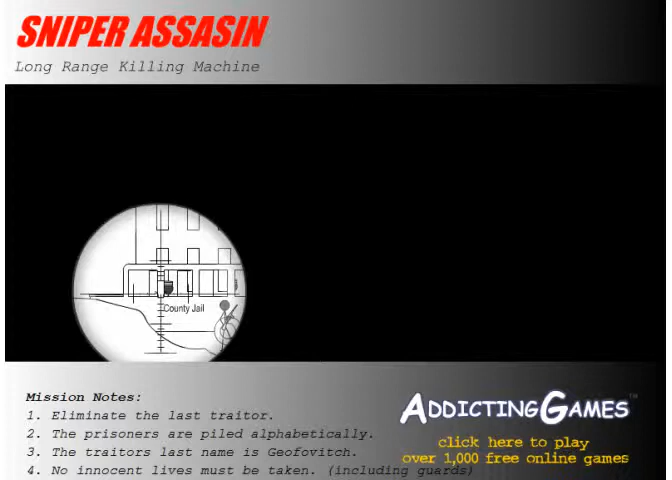 SNIPER ASSASIN
Long Range Killing Machine
County Jail
Mission Notes:
1. Eliminate the last traitor.
2. The prisoners are piled alphabetically.
3. The traitors last name is Geofovitch.
4. No innocent lives must be taken. (including guards)
ADDICTINGGAMES™
click here to play
over 1,000 free online games